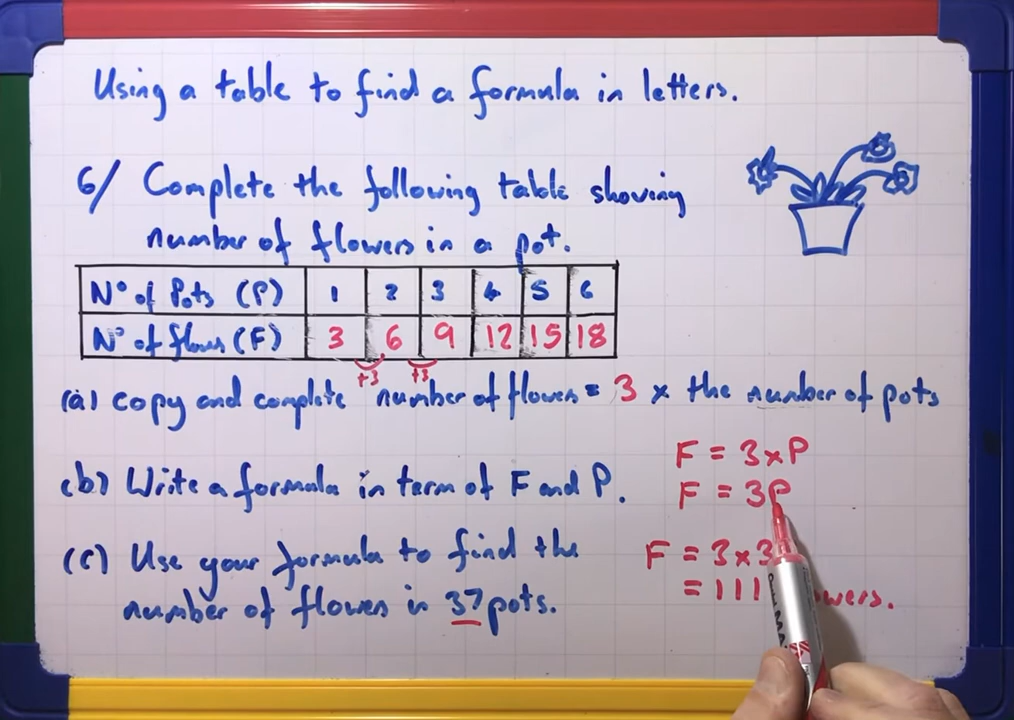 Using a table to find a formula in letters.
6/ Complete the following table showing
number of flowers in a pot.
Nº of Pots (P) 1 2 3 4 5 6
Nº of flows (F) 3 6 9 12 15 18
+3 +3
(a) copy and complete number of flowers = 3 × the number of pots
F = 3 × P
(b) Write a formula in term of F and P.
F = 3P
(c) Use your formula to find the
F = 3 × 3
number of flowers in 37 pots.
= 111